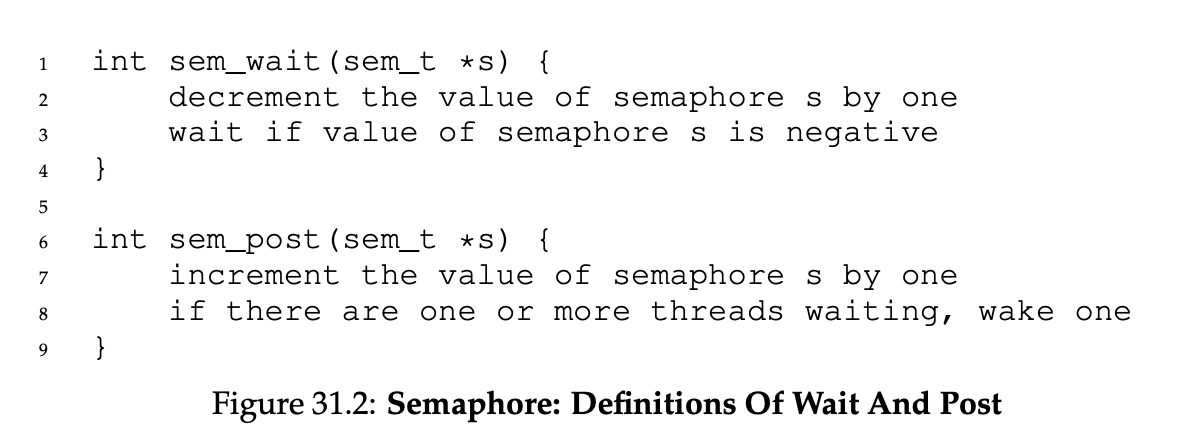 1 int sem_wait(sem_t *s) {
2 decrement the value of semaphore s by one
3 wait if value of semaphore s is negative
4 }
5
6 int sem_post(sem_t *s) {
7 increment the value of semaphore s by one
8 if there are one or more threads waiting, wake one
9 }
Figure 31.2: Semaphore: Definitions Of Wait And Post